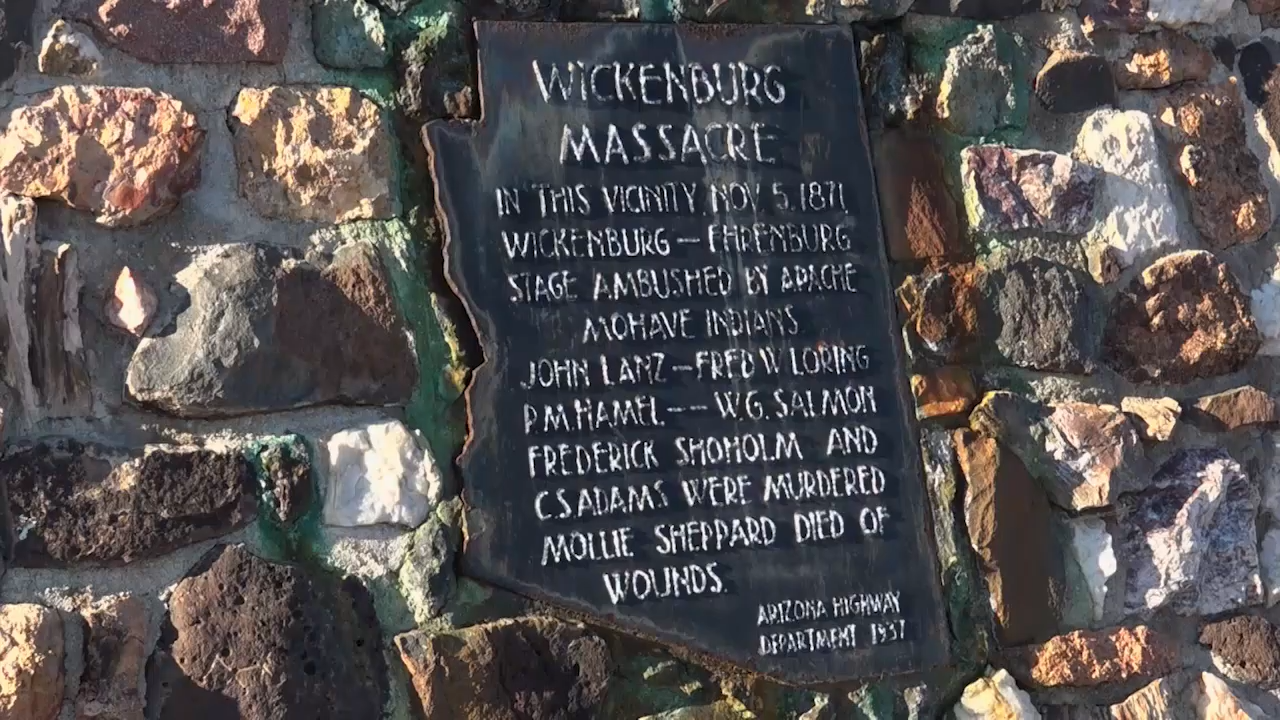 WICKENBURG
MASSACRE
IN THIS VICINITY, NOV. 5, 1871,
WICKENBURG — EHRENBURG
STAGE AMBUSHED BY APACHE
MOHAVE INDIANS
JOHN LANZ — FRED W. LORING
P.M. HAMEL -- W.G. SALMON
FREDERICK SHOHOLM AND
C.S. ADAMS WERE MURDERED
MOLLIE SHEPPARD DIED OF
WOUNDS.
ARIZONA HIGHWAY
DEPARTMENT 1937